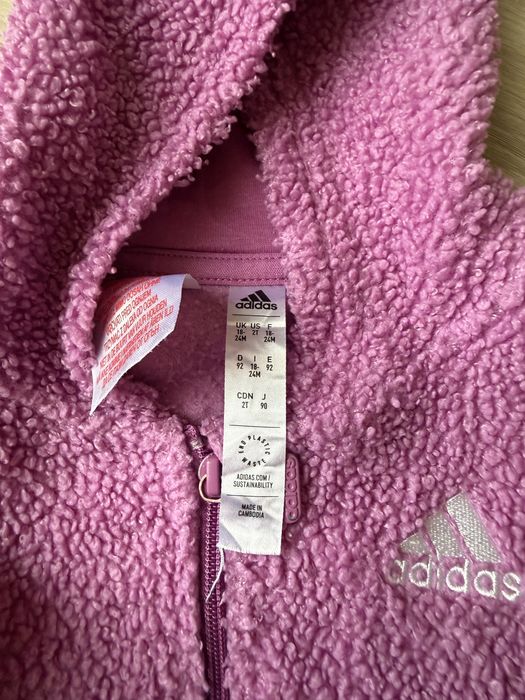 adidas
UK US F
18-24M 2T 18-24M
D I E
92 18-24M 92
CDN J
2T 90
END PLASTIC WASTE
ADIDAS.COM/
SUSTAINABILITY
MADE IN
CAMBODIA
adidas